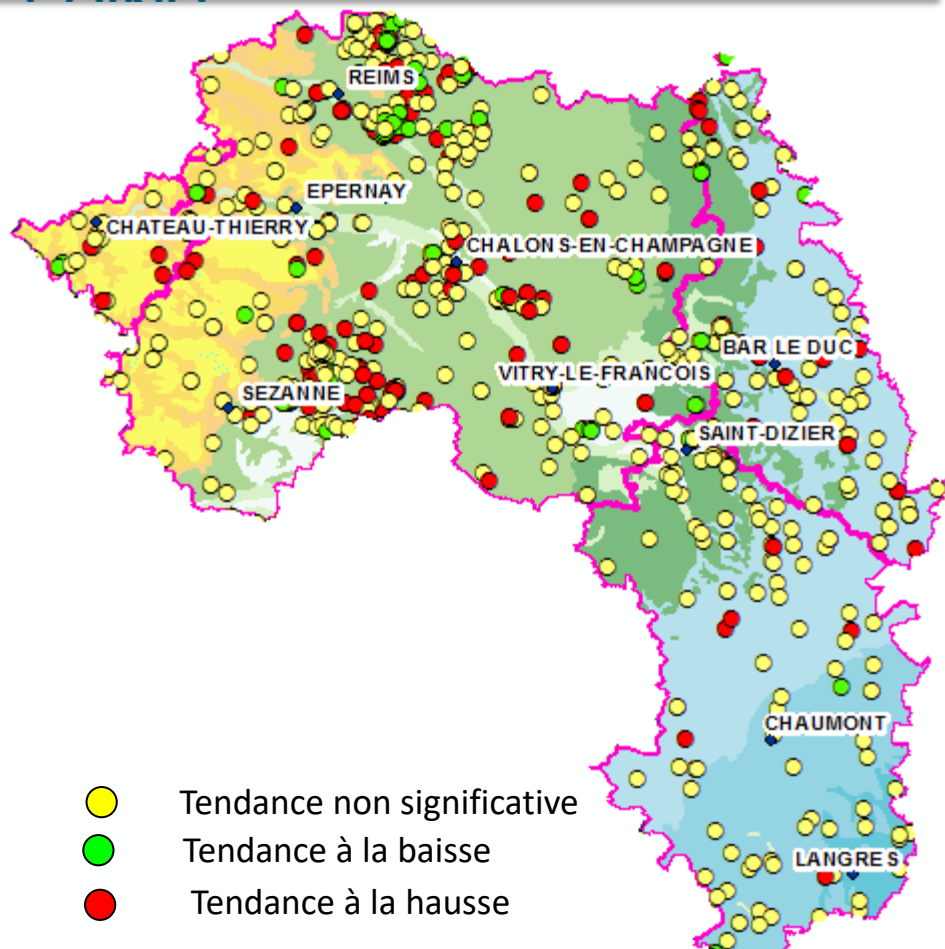 REIMS
EPERNAY
CHATEAU-THIERRY
CHALONS-EN-CHAMPAGNE
BAR LE DUC
VITRY-LE-FRANCOIS
SEZANNE
SAINT-DIZIER
CHAUMONT
Tendance non significative
Tendance à la baisse
LANGRES
Tendance à la hausse